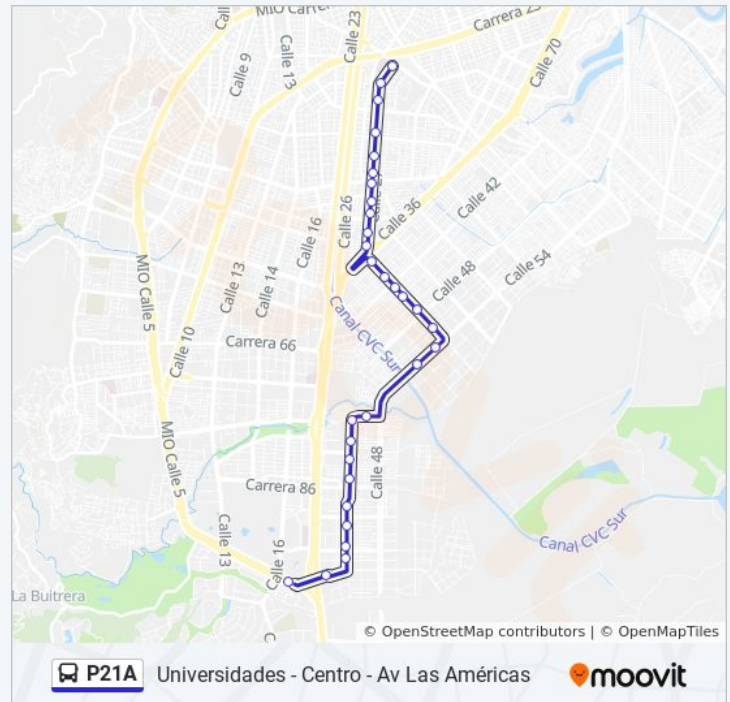 MIO Carrer
Calle 23
Carrera 25
Calle 9
Calle 13
Calle 70
Calle 42
Calle 36
Calle 26
Calle 16
Calle 48
Calle 54
MIO Calle 5
Calle 13
Calle 14
Calle 10
Carrera 66
Canal CVC Sur
MIO Calle 5
Carrera 86
Calle 48
Calle 13
Calle 16
Canal CVC Sur
La Buitrera
© OpenStreetMap contributors | © OpenMapTiles
P21A Universidades - Centro - Av Las Américas moovit